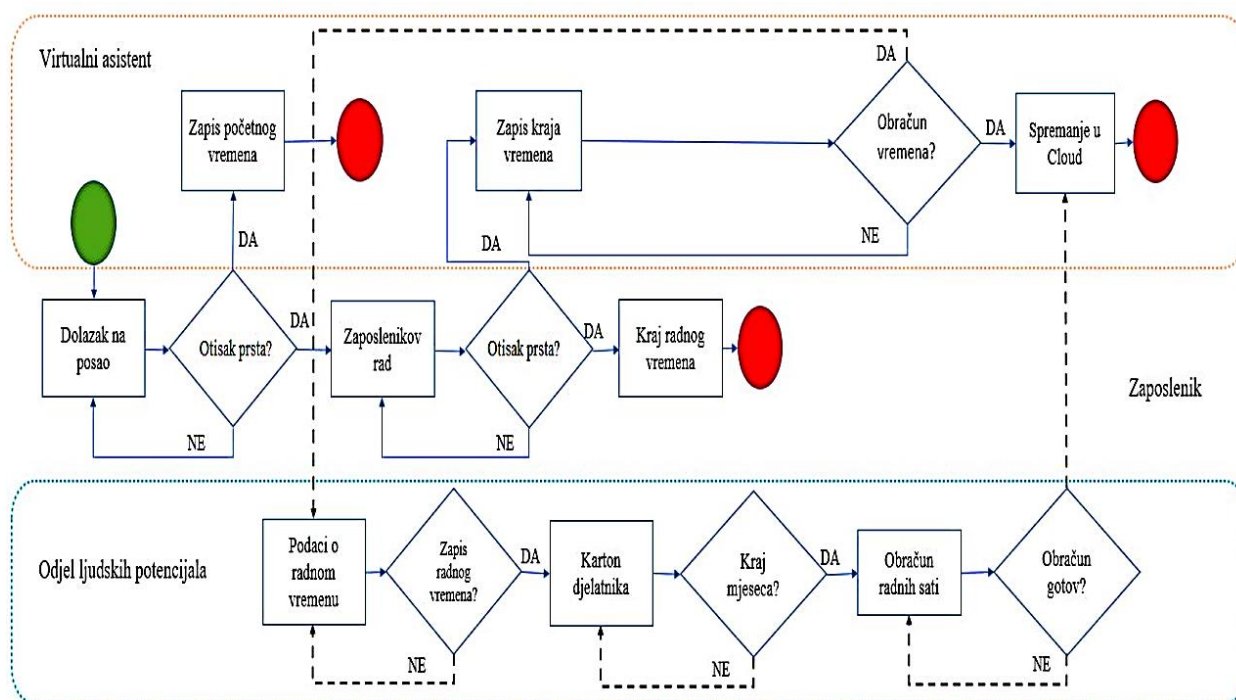 Virtualni asistent
Zapis početnog
vremena
DA
Zapis kraja
vremena
DA
DA
Obračun
vremena?
DA
NE
Spremanje u
Cloud
Dolazak na
posao
Otisak prsta?
NE
DA
Zaposlenikov
rad
Otisak prsta?
NE
DA
Kraj radnog
vremena
Zaposlenik
Odjel ljudskih potencijala
Podaci o
radnom
vremenu
Zapis
radnog
vremena?
NE
DA
Karton
djelatnika
Kraj
mjeseca?
NE
DA
Obračun
radnih sati
Obračun
gotov?
NE